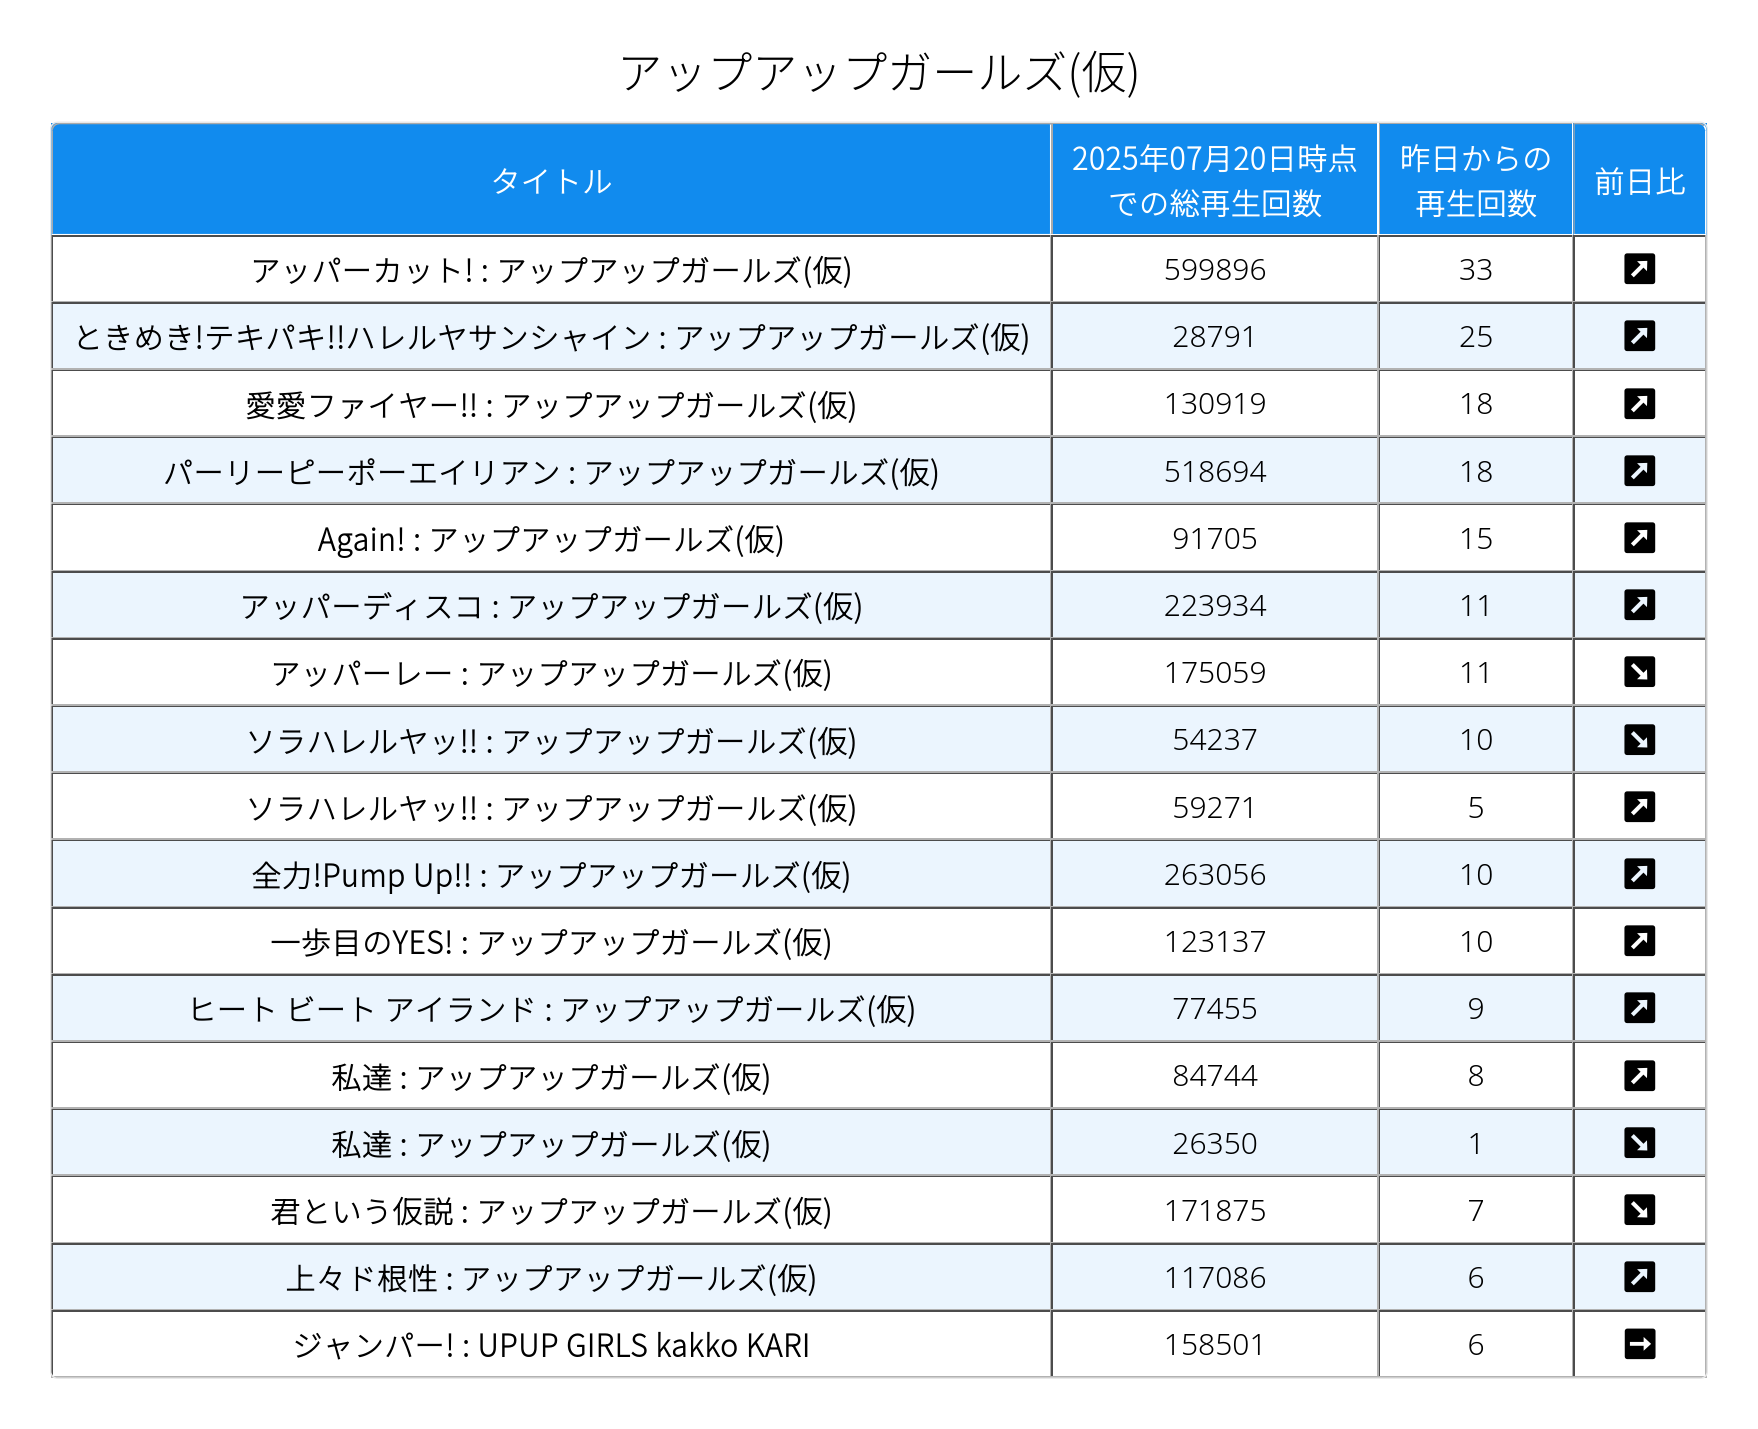 アップアップガールズ(仮)
タイトル 2025年07月20日時点での総再生回数 昨日からの再生回数 前日比
アッパーカット! : アップアップガールズ(仮) 599896 33 ↗
ときめき!テキパキ!!ハレルヤサンシャイン : アップアップガールズ(仮) 28791 25 ↗
愛愛ファイヤー!! : アップアップガールズ(仮) 130919 18 ↗
パーリーピーポーエイリアン : アップアップガールズ(仮) 518694 18 ↗
Again! : アップアップガールズ(仮) 91705 15 ↗
アッパーディスコ : アップアップガールズ(仮) 223934 11 ↗
アッパーレー : アップアップガールズ(仮) 175059 11 ↘
ソラハレルヤッ!! : アップアップガールズ(仮) 54237 10 ↘
ソラハレルヤッ!! : アップアップガールズ(仮) 59271 5 ↗
全力!Pump Up!! : アップアップガールズ(仮) 263056 10 ↗
一歩目のYES! : アップアップガールズ(仮) 123137 10 ↗
ヒート ビート アイランド : アップアップガールズ(仮) 77455 9 ↗
私達 : アップアップガールズ(仮) 84744 8 ↗
私達 : アップアップガールズ(仮) 26350 1 ↘
君という仮説 : アップアップガールズ(仮) 171875 7 ↘
上々ド根性 : アップアップガールズ(仮) 117086 6 ↗
ジャンパー! : UPUP GIRLS kakko KARI 158501 6 →